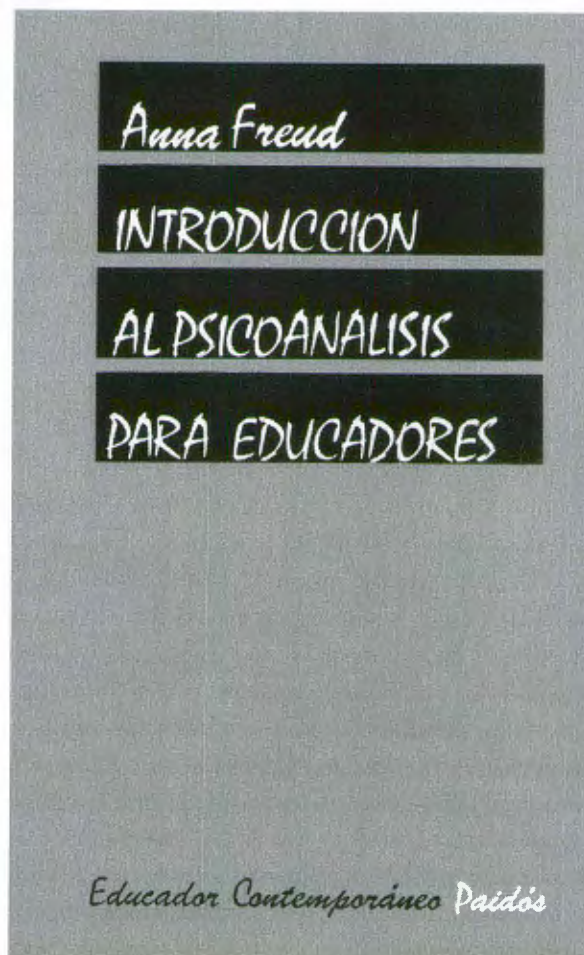 Anna Freud
INTRODUCCION
AL PSICOANALISIS
PARA EDUCADORES
Educador Contemporáneo Paidós